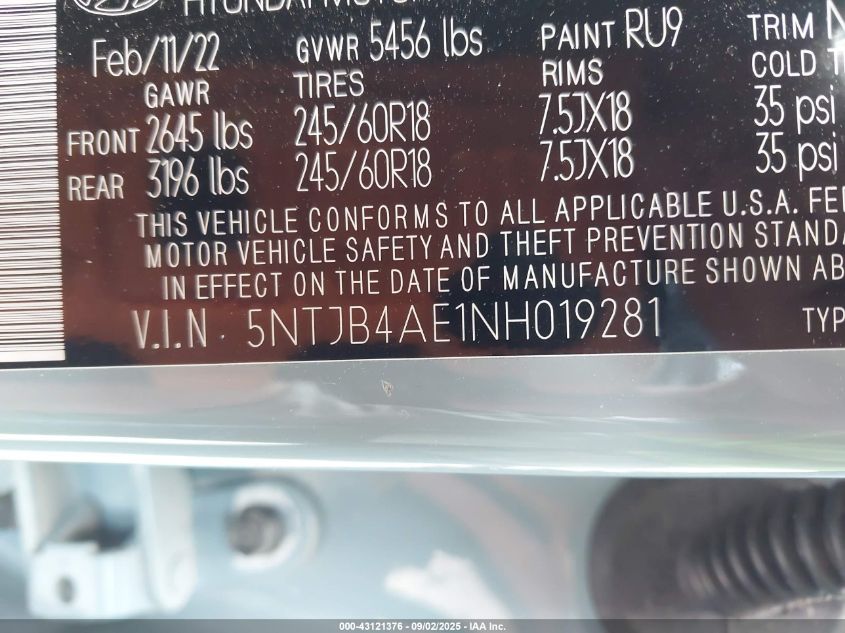 HYUNDAI MOTOR
Feb/11/22 GVWR 5456 lbs PAINT RU9 TRIM
GAWR TIRES RIMS COLD
FRONT 2645 lbs 245/60R18 7.5JX18 35 psi
REAR 3196 lbs 245/60R18 7.5JX18 35 psi
THIS VEHICLE CONFORMS TO ALL APPLICABLE U.S.A.
MOTOR VEHICLE SAFETY AND THEFT PREVENTION
IN EFFECT ON THE DATE OF MANUFACTURE SHOWN
V.I.N 5NTJB4AE1NH019281
000-43121376 - 09/02/2025 - IAA Inc.